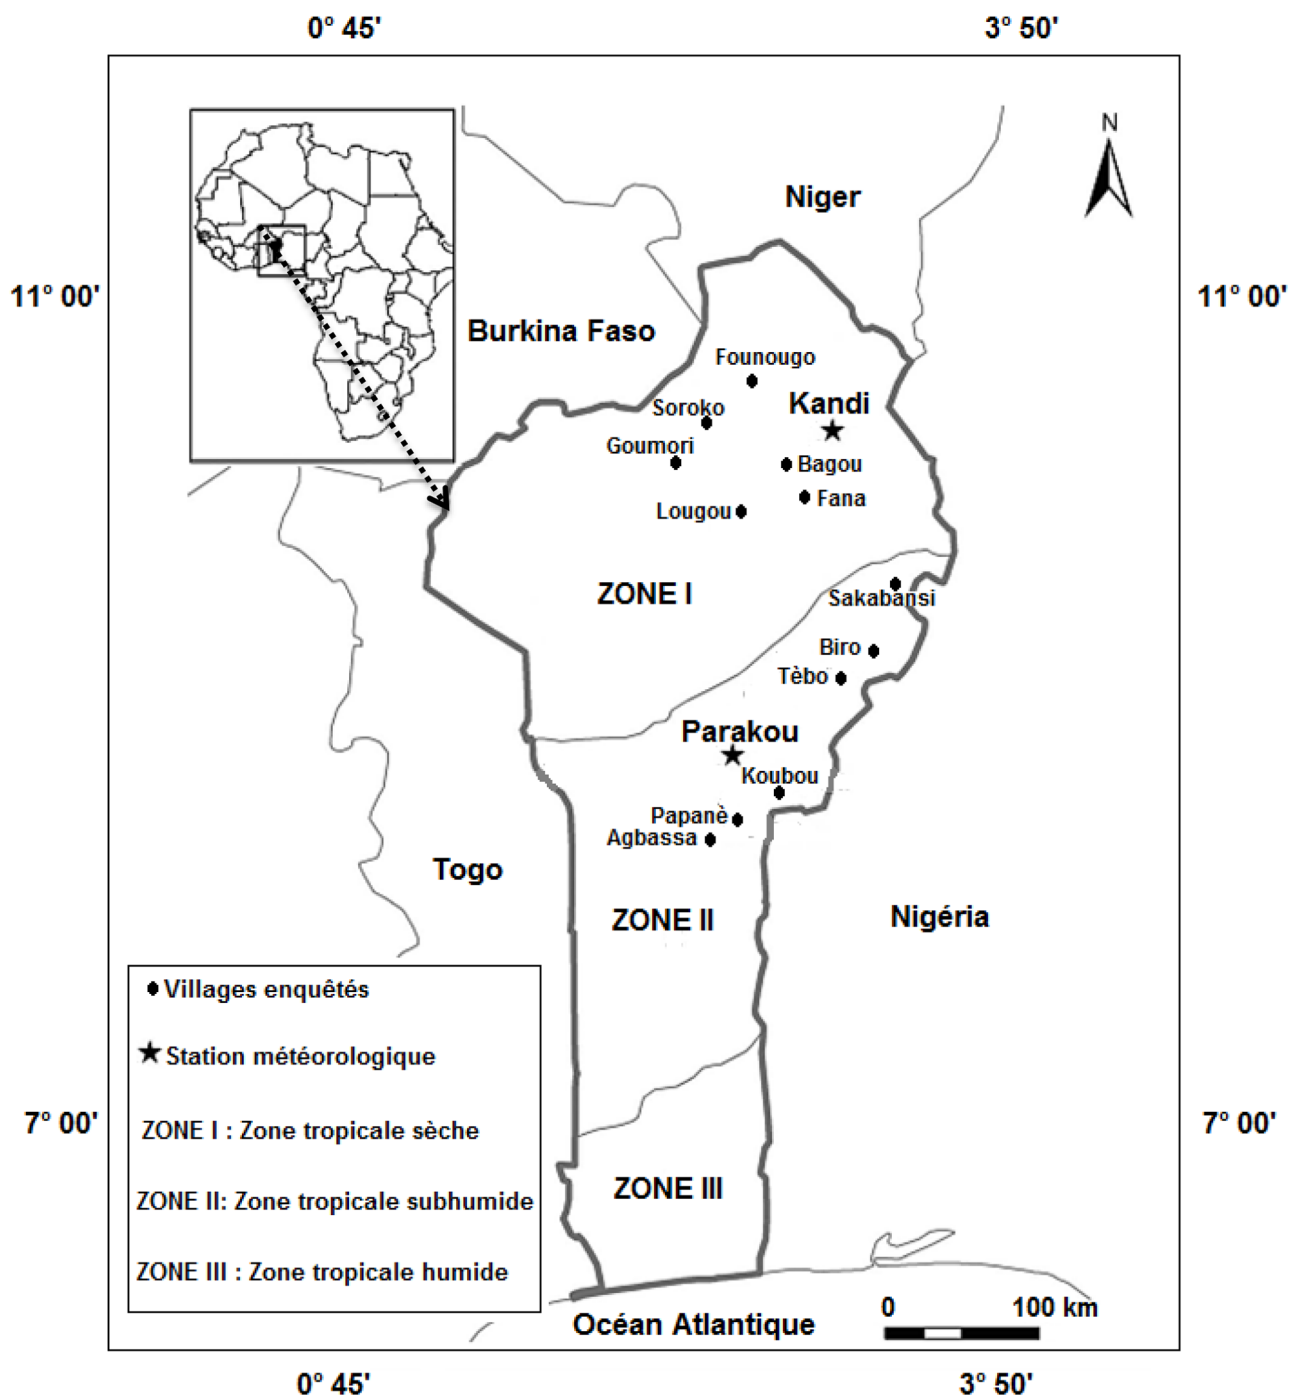 0° 45'
3° 50'
N
Niger
11° 00'
11° 00'
Burkina Faso
Founougo
Kandi
Soroko
Goumori
Bagou
Fana
Lougou
ZONE I
Sakabansi
Biro
Tèbo
Parakou
Koubou
Papanè
Agbassa
Togo
ZONE II
Nigéria
Villages enquêtés
Station météorologique
7° 00'
7° 00'
ZONE I : Zone tropicale sèche
ZONE III
ZONE II: Zone tropicale subhumide
ZONE III : Zone tropicale humide
0 100 km
Océan Atlantique
0° 45'
3° 50'